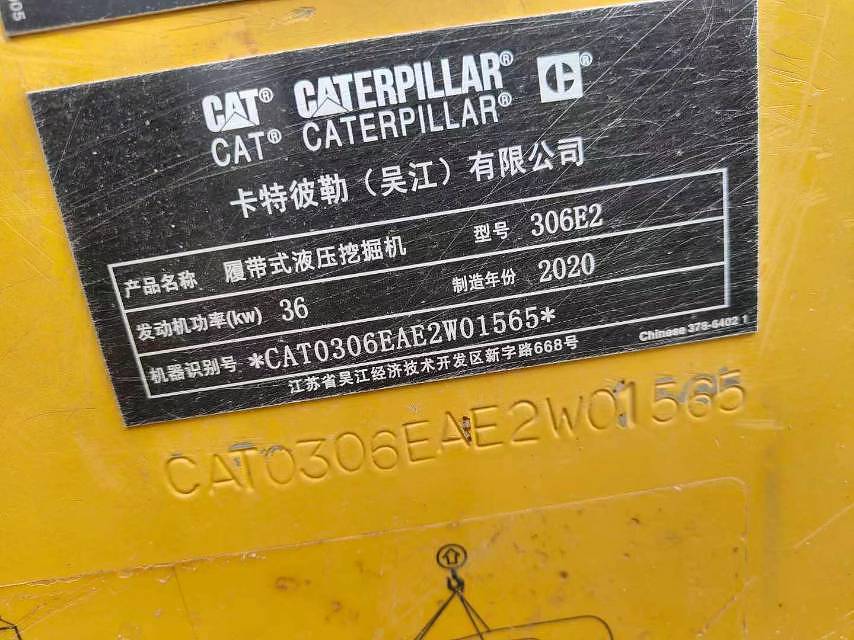 05
CAT® CATERPILLAR® C®
CAT® CATERPILLAR®
卡特彼勒（吴江）有限公司
产品名称 履带式液压挖掘机 型号 306E2
发动机功率(kw) 36 制造年份 2020
机器识别号 *CAT0306EAE2W01565*
江苏省吴江经济技术开发区新字路668号 Chinese 378-6402 1
CAT0306EAE2W01565